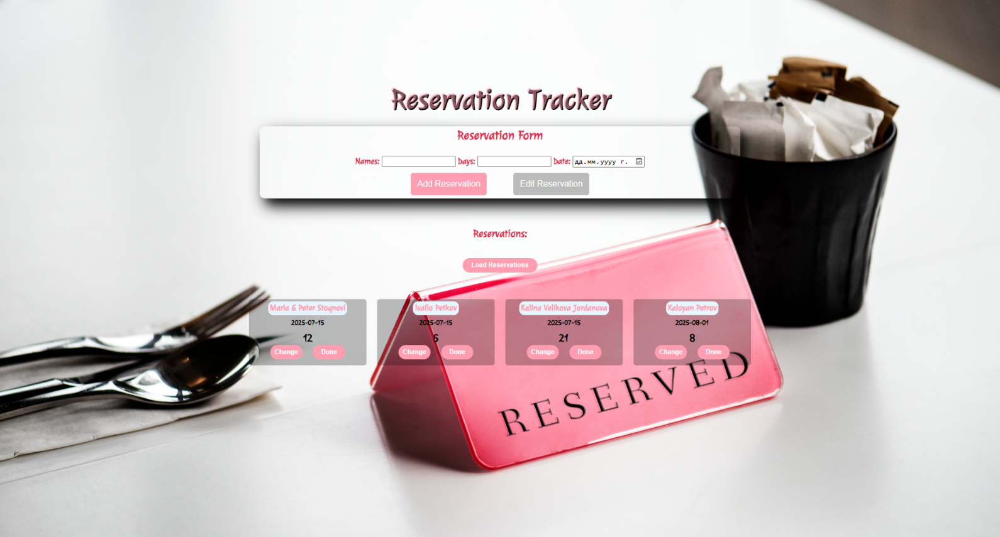 Reservation Tracker
Reservation Form
Names: Days: Date: дд.мм.уууу г.
Add Reservation Edit Reservation
Reservations:
Load Reservations
Maria & Peter Stoqnovi
2025-07-15
12
Change Done
Ivailo Petkov
2025-07-15
5
Change Done
Kalina Velikova Jordanova
2025-07-15
21
Change Done
Kaloyan Petrov
2025-08-01
8
Change Done
RESERVED